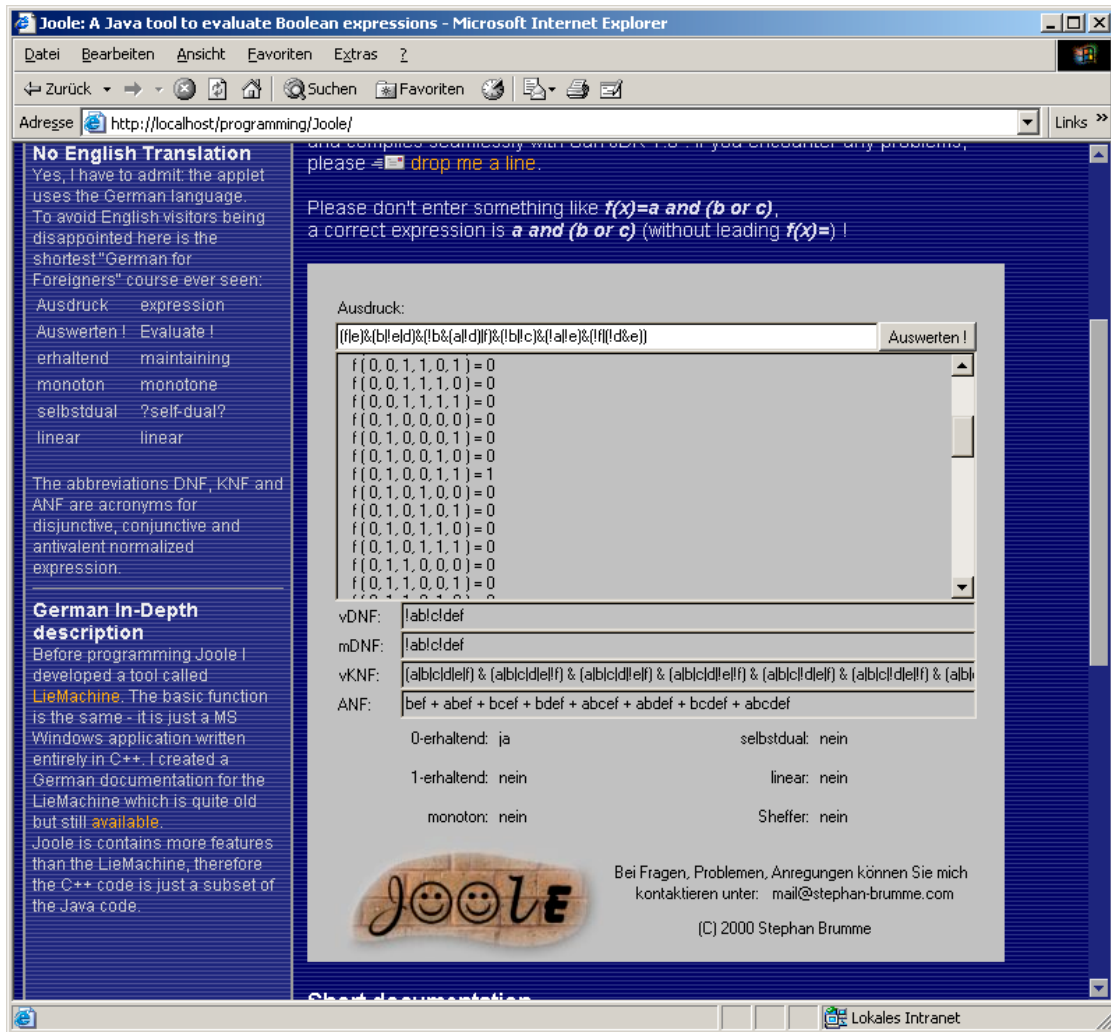 Joole: A Java tool to evaluate Boolean expressions - Microsoft Internet Explorer
Datei Bearbeiten Ansicht Favoriten Extras ?
Zurück Suchen Favoriten
Adresse http://localhost/programming/Joole/ Links »
No English Translation
Yes, I have to admit: the applet
uses the German language.
To avoid English visitors being
disappointed here is the
shortest "German for
Foreigners" course ever seen:
Ausdruck expression
Auswerten ! Evaluate !
erhaltend maintaining
monoton monotone
selbstdual ?self-dual?
linear linear
The abbreviations DNF, KNF and
ANF are acronyms for
disjunctive, conjunctive and
antivalent normalized
expression.
German In-Depth
description
Before programming Joole I
developed a tool called
LieMachine. The basic function
is the same - it is just a MS
Windows application written
entirely in C++. I created a
German documentation for the
LieMachine which is quite old
but still available.
Joole is contains more features
than the LieMachine, therefore
the C++ code is just a subset of
the Java code.
and compiles seamlessly with Sun JDK 1.3 . If you encounter any problems,
please drop me a line.
Please don't enter something like f(x)=a and (b or c),
a correct expression is a and (b or c) (without leading f(x)=) !
Ausdruck:
(f|e)&(b|!e|d)&(!b&(a|!d)|f)&(!b|!c)&(!a|!e)&(!f|(!d&e)) Auswerten !
f ( 0, 0, 1, 1, 0, 1 ) = 0
f ( 0, 0, 1, 1, 1, 0 ) = 0
f ( 0, 0, 1, 1, 1, 1 ) = 0
f ( 0, 1, 0, 0, 0, 0 ) = 0
f ( 0, 1, 0, 0, 0, 1 ) = 0
f ( 0, 1, 0, 0, 1, 0 ) = 0
f ( 0, 1, 0, 0, 1, 1 ) = 1
f ( 0, 1, 0, 1, 0, 0 ) = 0
f ( 0, 1, 0, 1, 0, 1 ) = 0
f ( 0, 1, 0, 1, 1, 0 ) = 0
f ( 0, 1, 0, 1, 1, 1 ) = 0
f ( 0, 1, 1, 0, 0, 0 ) = 0
f ( 0, 1, 1, 0, 0, 1 ) = 0
vDNF: !ab!c!def
mDNF: !ab!c!def
vKNF: (a|b|c|d|e|f) & (a|b|c|d|e|!f) & (a|b|c|d|!e|f) & (a|b|c|d|!e|!f) & (a|b|c|!d|e|f) & (a|b|c|!d|e|!f) & (a|b|
ANF: bef + abef + bcef + bdef + abcef + abdef + bcdef + abcdef
0-erhaltend: ja selbstdual: nein
1-erhaltend: nein linear: nein
monoton: nein Sheffer: nein
JOOLE
Bei Fragen, Problemen, Anregungen können Sie mich
kontaktieren unter: mail@stephan-brumme.com
(C) 2000 Stephan Brumme
Short documentation
Lokales Intranet